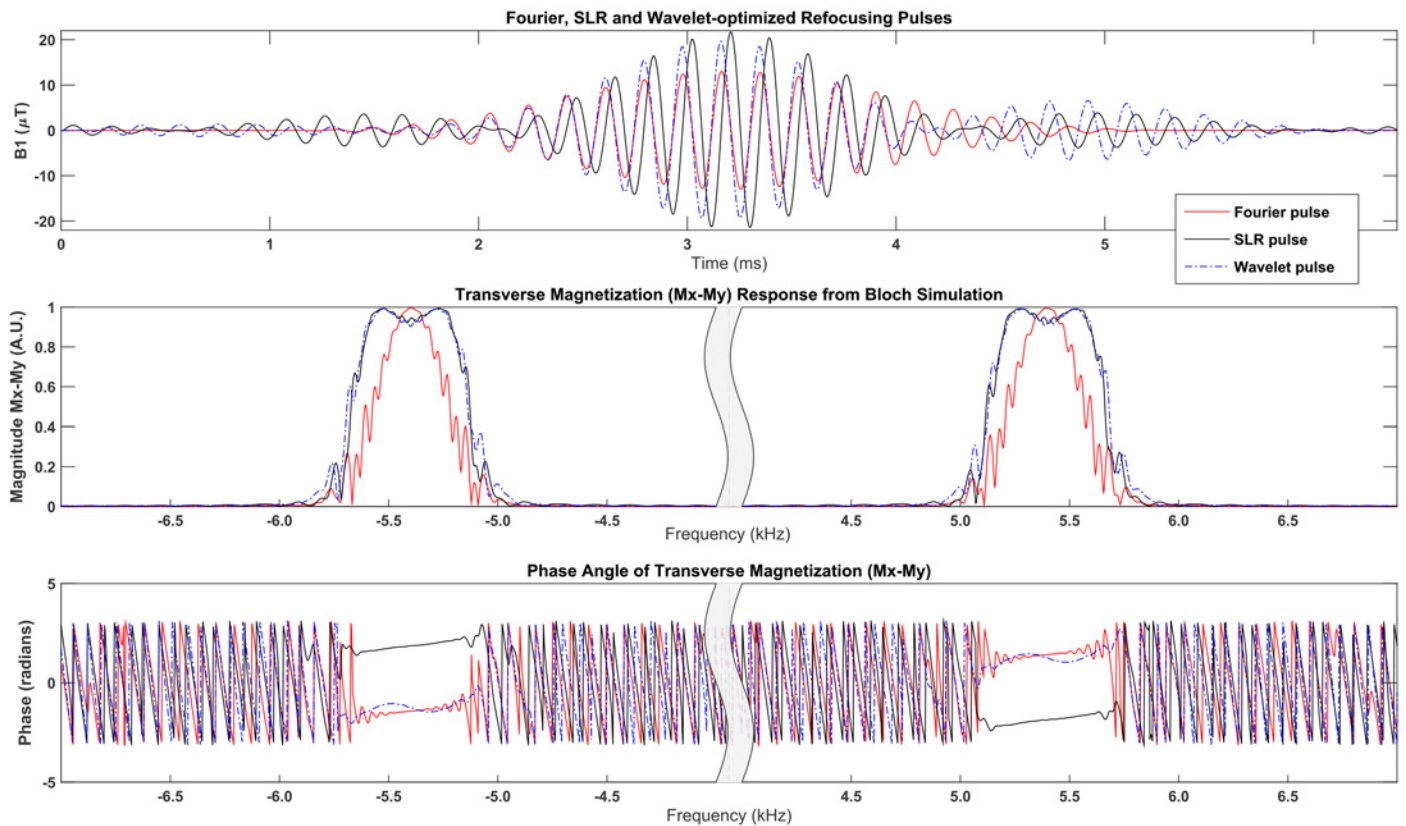 Fourier, SLR and Wavelet-optimized Refocusing Pulses
20
10
0
-10
-20
B1 (μT)
0 1 2 3 4 5
Time (ms)
Fourier pulse
SLR pulse
Wavelet pulse
Transverse Magnetization (Mx-My) Response from Bloch Simulation
1
0.8
0.6
0.4
0.2
0
Magnitude Mx-My (A.U.)
-6.5 -6.0 -5.5 -5.0 -4.5 4.5 5.0 5.5 6.0 6.5
Frequency (kHz)
Phase Angle of Transverse Magnetization (Mx-My)
5
0
-5
Phase (radians)
-6.5 -6.0 -5.5 -5.0 -4.5 4.5 5.0 5.5 6.0 6.5
Frequency (kHz)